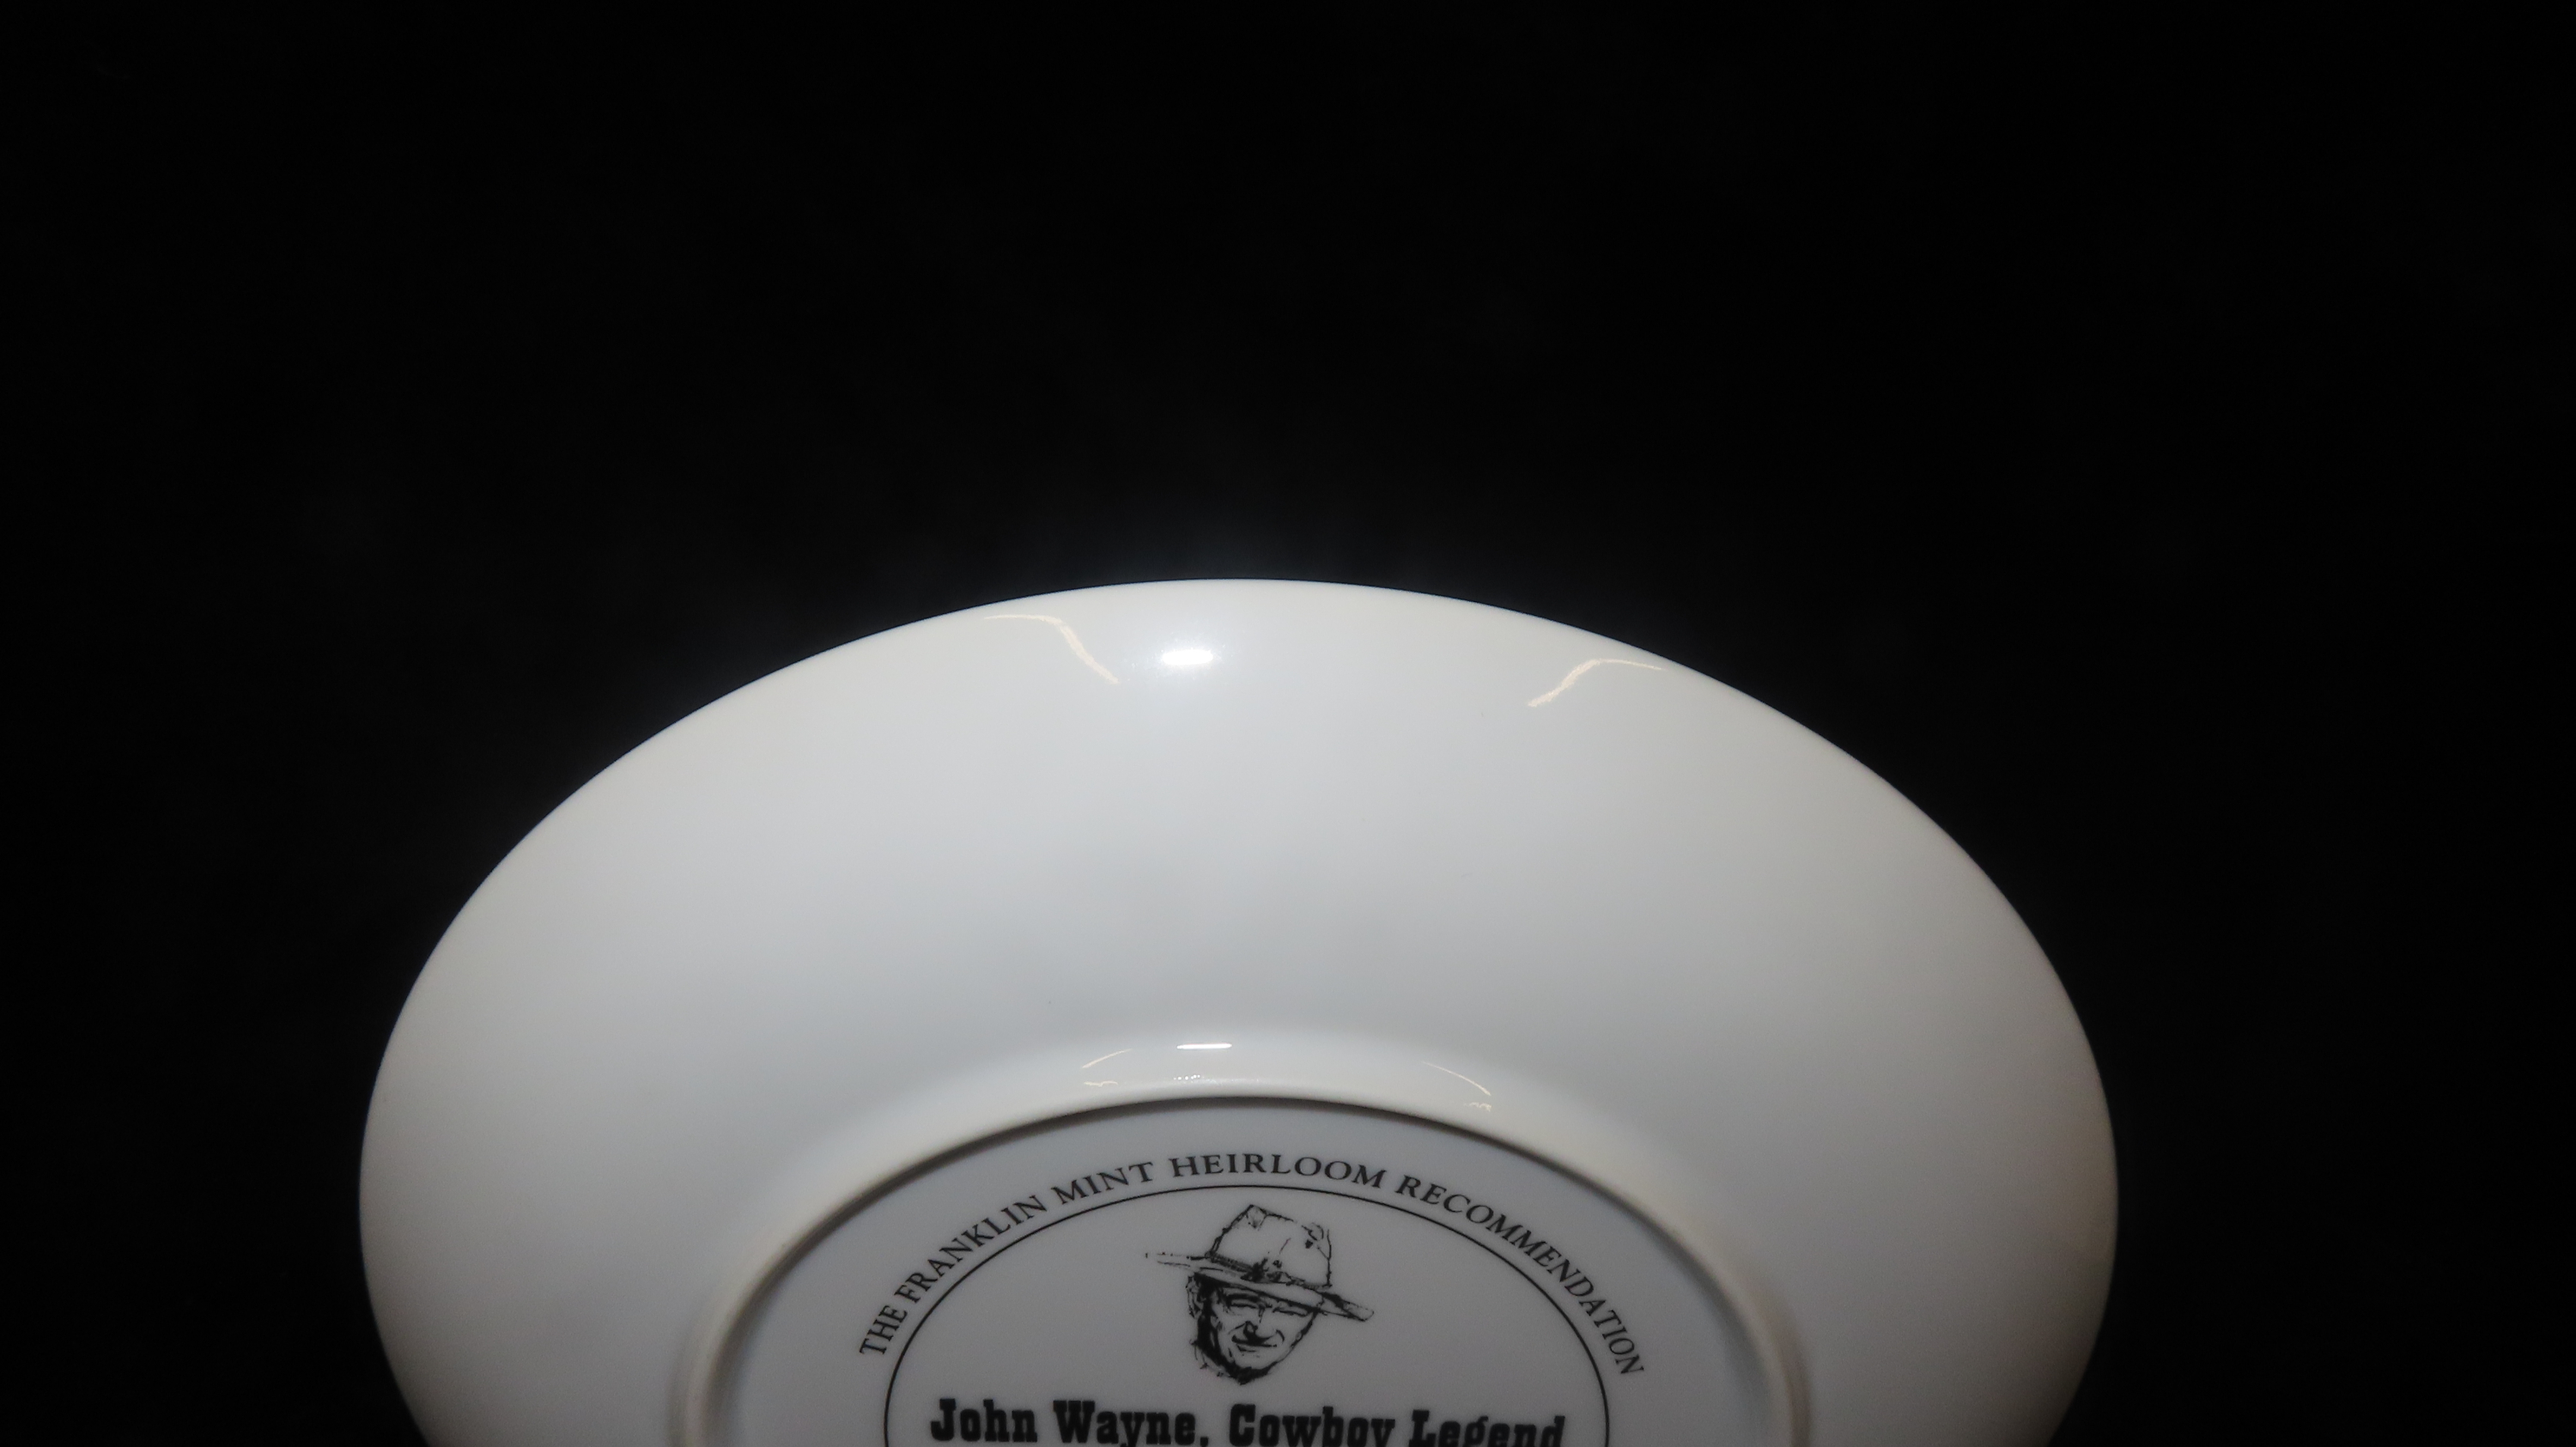 THE FRANKLIN MINT HEIRLOOM RECOMMENDATION
John Wayne, Cowboy Legend